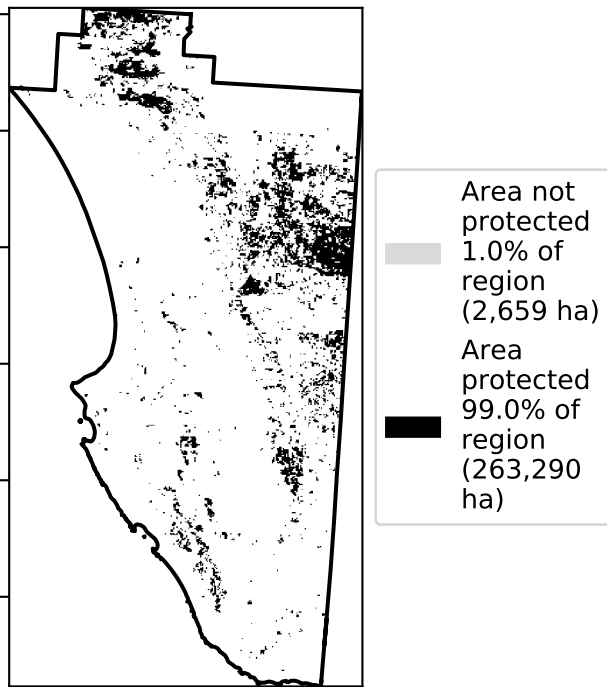 Area not
protected
1.0% of
region
(2,659 ha)
Area
protected
99.0% of
region
(263,290
ha)